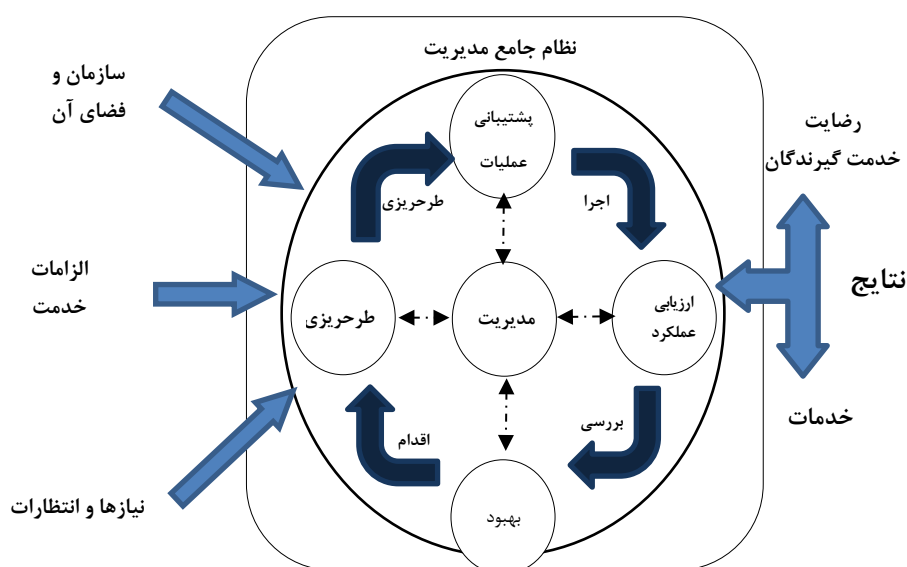 نظام جامع مدیریت
سازمان و
فضای آن
الزامات
خدمت
نیازها و انتظارات
پشتیبانی
عملیات
طرحریزی
اجرا
طرحریزی
مدیریت
ارزیابی
عملکرد
اقدام
بررسی
بهبود
رضایت
خدمت گیرندگان
نتایج
خدمات